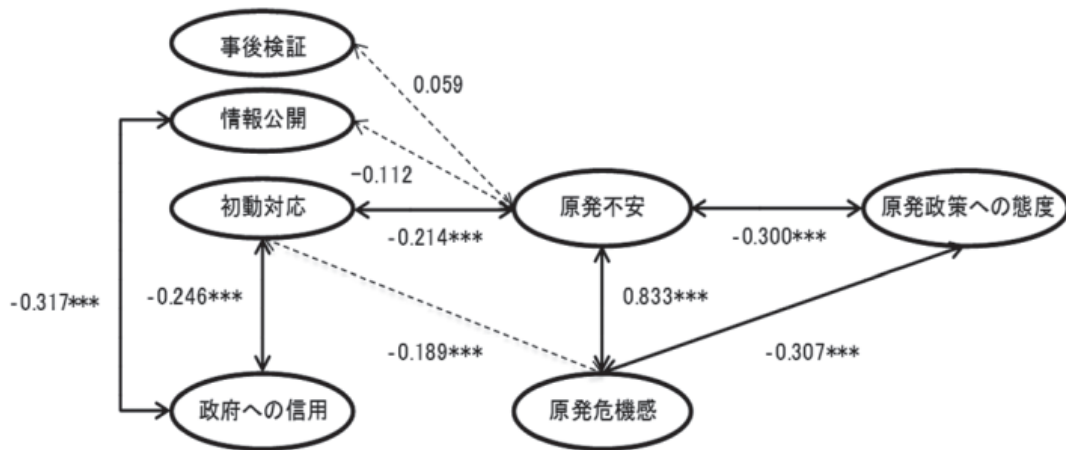 事後検証
0.059
情報公開
-0.112
初動対応
原発不安
原発政策への態度
-0.214***
-0.300***
-0.317***
-0.246***
0.833***
-0.189***
-0.307***
政府への信用
原発危機感